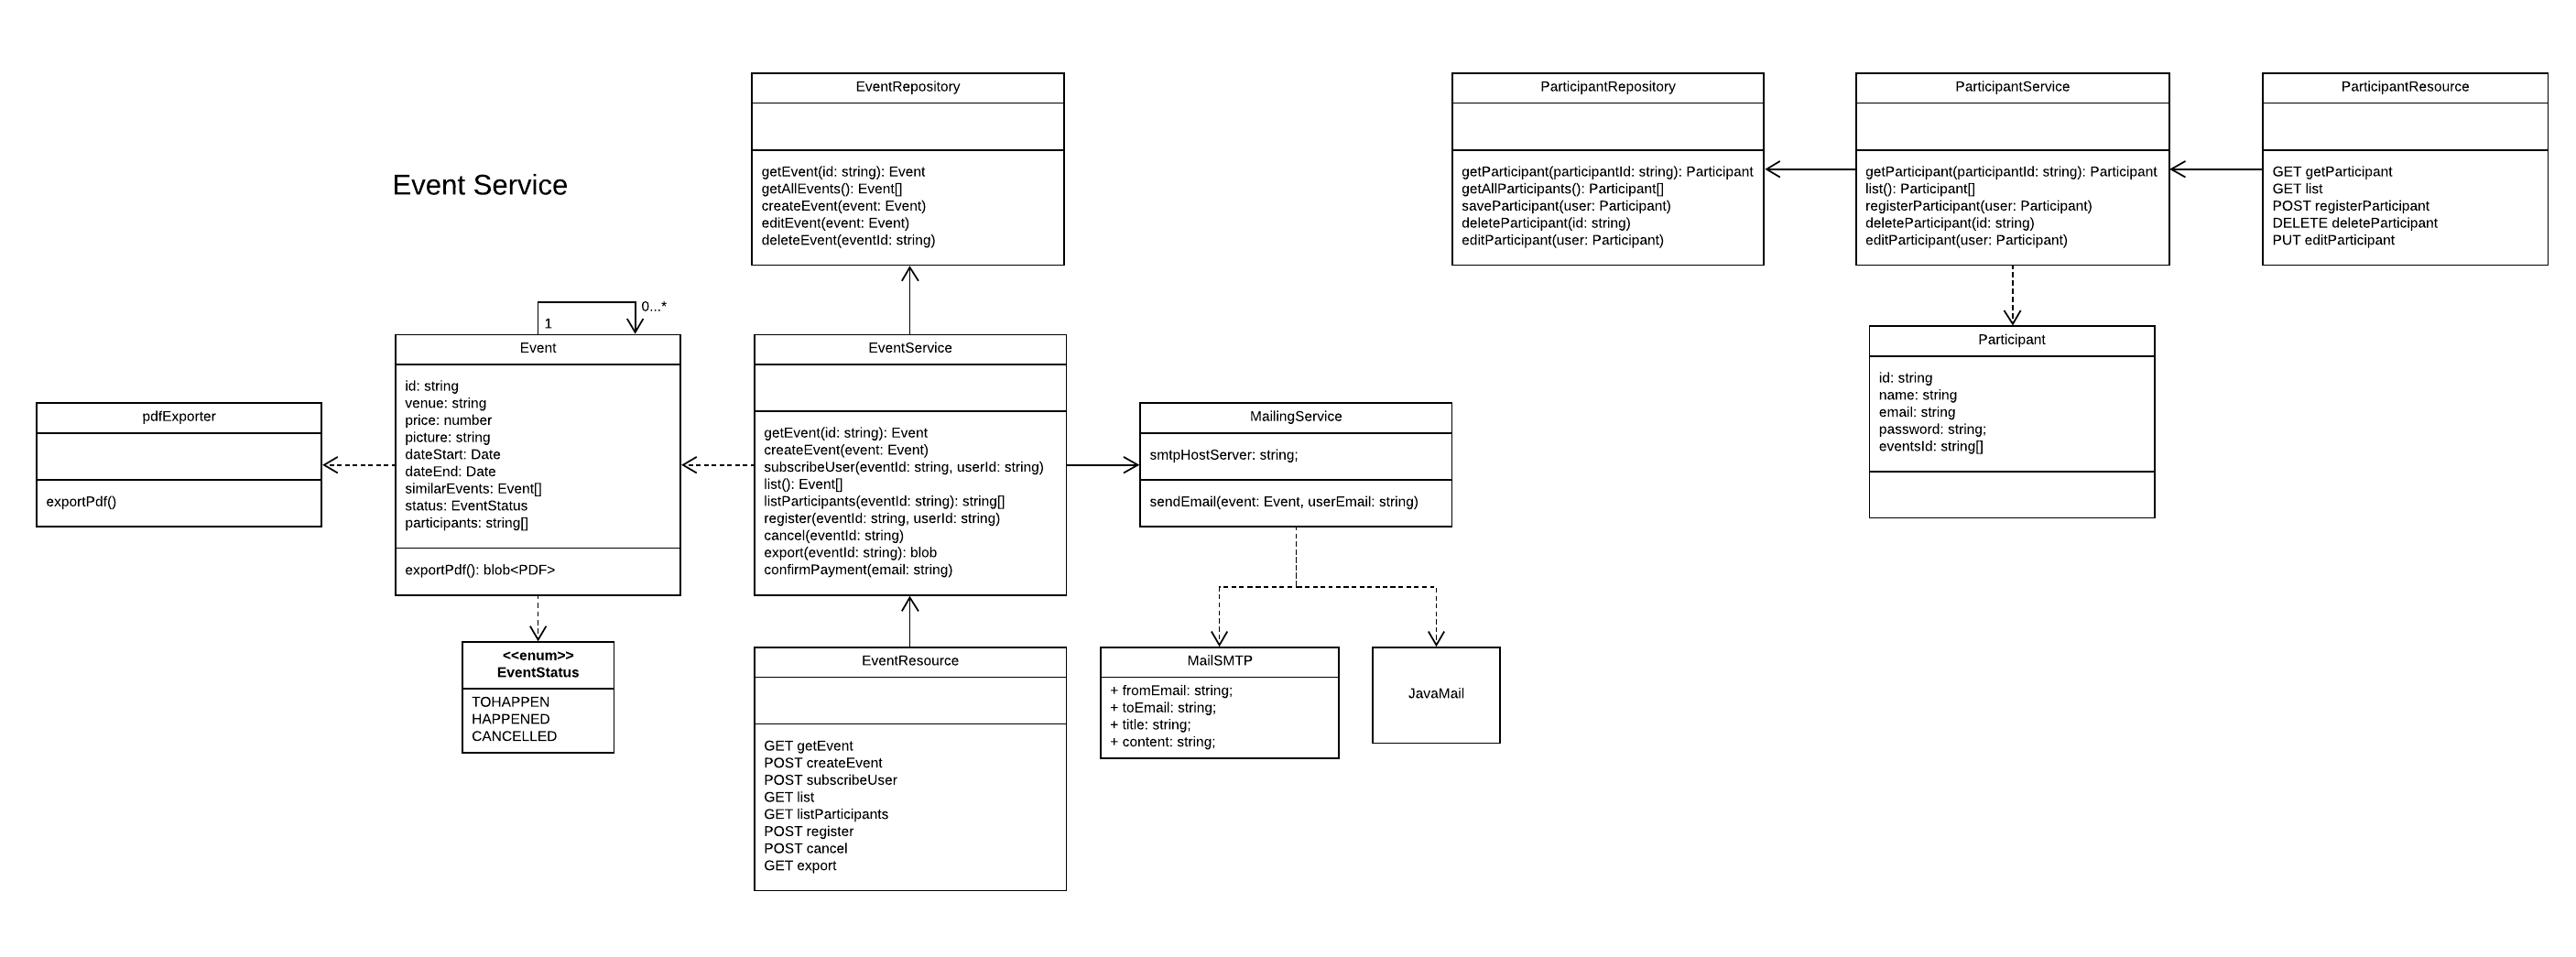 Event Service
EventRepository
getEvent(id: string): Event
getAllEvents(): Event[]
createEvent(event: Event)
editEvent(event: Event)
deleteEvent(eventId: string)
ParticipantRepository
getParticipant(participantId: string): Participant
getAllParticipants(): Participant[]
saveParticipant(user: Participant)
deleteParticipant(id: string)
editParticipant(user: Participant)
ParticipantService
getParticipant(participantId: string): Participant
list(): Participant[]
registerParticipant(user: Participant)
deleteParticipant(id: string)
editParticipant(user: Participant)
ParticipantResource
GET getParticipant
GET list
POST registerParticipant
DELETE deleteParticipant
PUT editParticipant
0...*
1
pdfExporter
exportPdf()
Event
id: string
venue: string
price: number
picture: string
dateStart: Date
dateEnd: Date
similarEvents: Event[]
status: EventStatus
participants: string[]
exportPdf(): blob<PDF>
EventService
getEvent(id: string): Event
createEvent(event: Event)
subscribeUser(eventId: string, userId: string)
list(): Event[]
listParticipants(eventId: string): string[]
register(eventId: string, userId: string)
cancel(eventId: string)
export(eventId: string): blob
confirmPayment(email: string)
MailingService
smtpHostServer: string;
sendEmail(event: Event, userEmail: string)
Participant
id: string
name: string
email: string
password: string;
eventsId: string[]
<<enum>>
EventStatus
TOHAPPEN
HAPPENED
CANCELLED
EventResource
GET getEvent
POST createEvent
POST subscribeUser
GET list
GET listParticipants
POST register
POST cancel
GET export
MailSMTP
+ fromEmail: string;
+ toEmail: string;
+ title: string;
+ content: string;
JavaMail